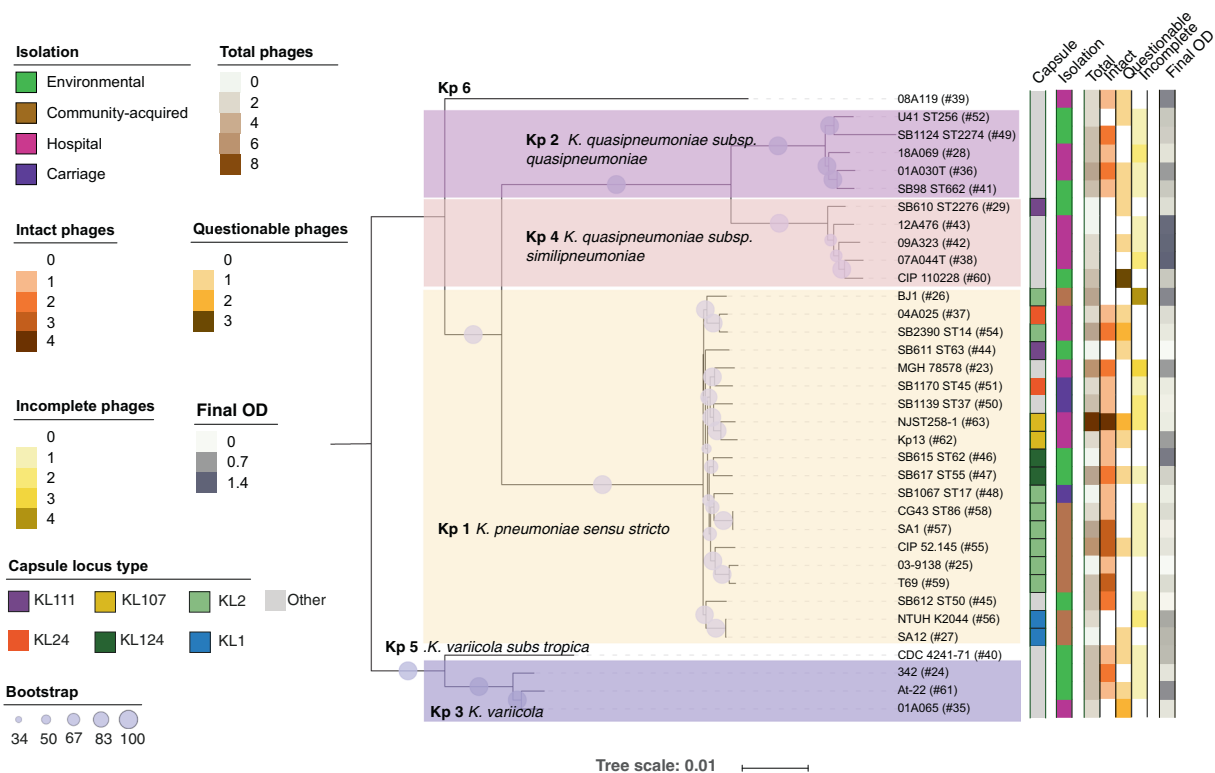 Isolation
Environmental
Community-acquired
Hospital
Carriage
Total phages
0
2
4
6
8
Intact phages
0
1
2
3
4
Questionable phages
0
1
2
3
Incomplete phages
0
1
2
3
4
Final OD
0
0.7
1.4
Capsule locus type
KL111
KL107
KL2
Other
KL24
KL124
KL1
Bootstrap
34 50 67 83 100
Kp 6
Kp 2 K. quasipneumoniae subsp.
quasipneumoniae
Kp 4 K. quasipneumoniae subsp.
similipneumoniae
Kp 1 K. pneumoniae sensu stricto
Kp 5 .K. variicola subs tropica
Kp 3 K. variicola
Capsule
Isolation
Total
Intact
Questionable
Incomplete
Final OD
08A119 (#39)
U41 ST256 (#52)
SB1124 ST2274 (#49)
18A069 (#28)
01A030T (#36)
SB98 ST662 (#41)
SB610 ST2276 (#29)
12A476 (#43)
09A323 (#42)
07A044T (#38)
CIP 110228 (#60)
BJ1 (#26)
04A025 (#37)
SB2390 ST14 (#54)
SB611 ST63 (#44)
MGH 78578 (#23)
SB1170 ST45 (#51)
SB1139 ST37 (#50)
NJST258-1 (#63)
Kp13 (#62)
SB615 ST62 (#46)
SB617 ST55 (#47)
SB1067 ST17 (#48)
CG43 ST86 (#58)
SA1 (#57)
CIP 52.145 (#55)
03-9138 (#25)
T69 (#59)
SB612 ST50 (#45)
NTUH K2044 (#56)
SA12 (#27)
CDC 4241-71 (#40)
342 (#24)
At-22 (#61)
01A065 (#35)
Tree scale: 0.01